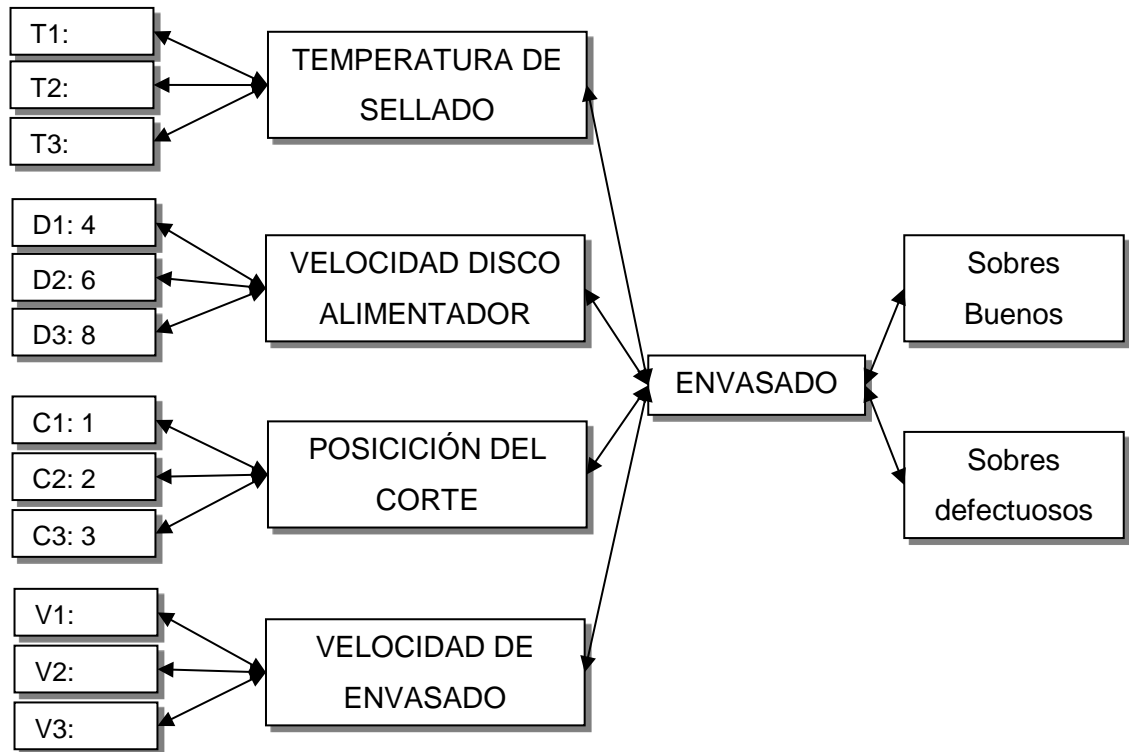 T1:
T2:
T3:
TEMPERATURA DE
SELLADO
D1: 4
D2: 6
D3: 8
VELOCIDAD DISCO
ALIMENTADOR
C1: 1
C2: 2
C3: 3
POSICICIÓN DEL
CORTE
V1:
V2:
V3:
VELOCIDAD DE
ENVASADO
ENVASADO
Sobres
Buenos
Sobres
defectuosos